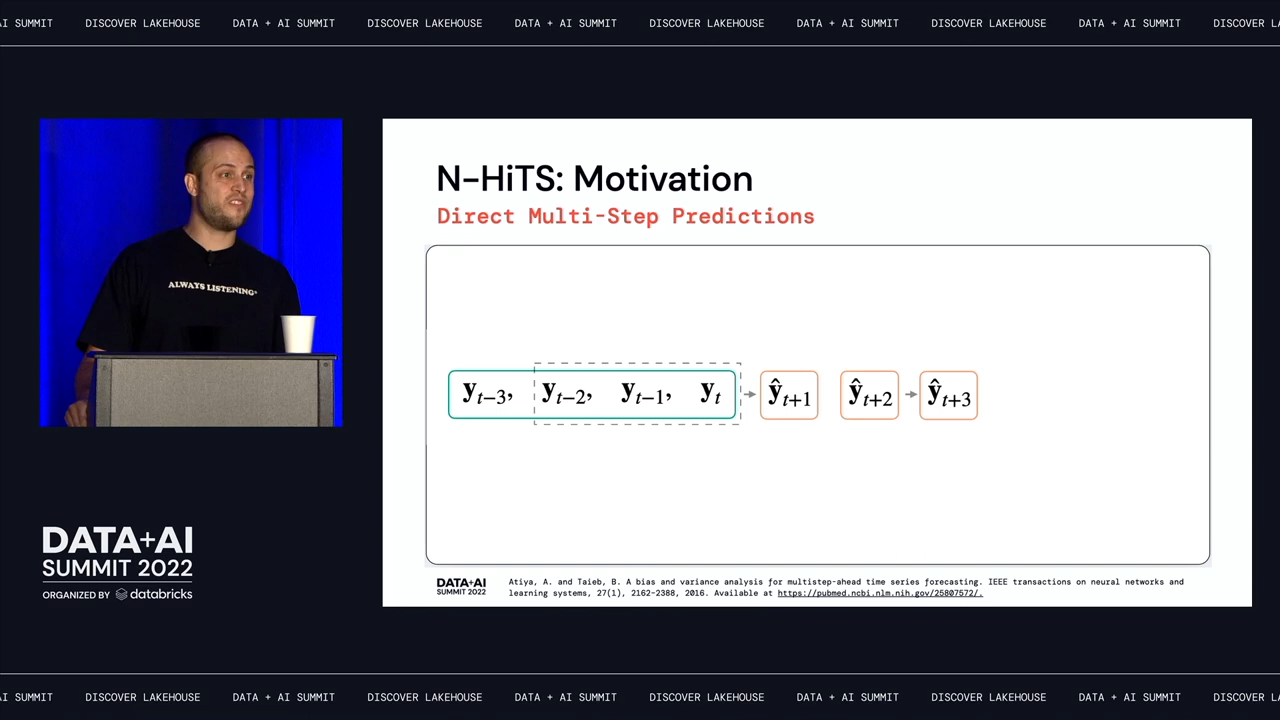 AI SUMMIT DISCOVER LAKEHOUSE DATA + AI SUMMIT DISCOVER LAKEHOUSE DATA + AI SUMMIT DISCOVER LAKEHOUSE DATA + AI SUMMIT DISCOVER LAKEHOUSE DATA + AI SUMMIT DISCOVER LA
ALWAYS LISTENING
N-HiTS: Motivation
Direct Multi-Step Predictions
y_{t−3}, y_{t−2}, y_{t−1}, y_t ŷ_{t+1} ŷ_{t+2} ŷ_{t+3}
DATA+AI
SUMMIT 2022
Atiya, A. and Taieb, B. A bias and variance analysis for multistep-ahead time series forecasting. IEEE transactions on neural networks and
learning systems, 27(1), 2162-2388, 2016. Available at https://pubmed.ncbi.nlm.nih.gov/25807572/.
DATA+AI
SUMMIT 2022
ORGANIZED BY databricks
AI SUMMIT DISCOVER LAKEHOUSE DATA + AI SUMMIT DISCOVER LAKEHOUSE DATA + AI SUMMIT DISCOVER LAKEHOUSE DATA + AI SUMMIT DISCOVER LAKEHOUSE DATA + AI SUMMIT DISCOVER LA